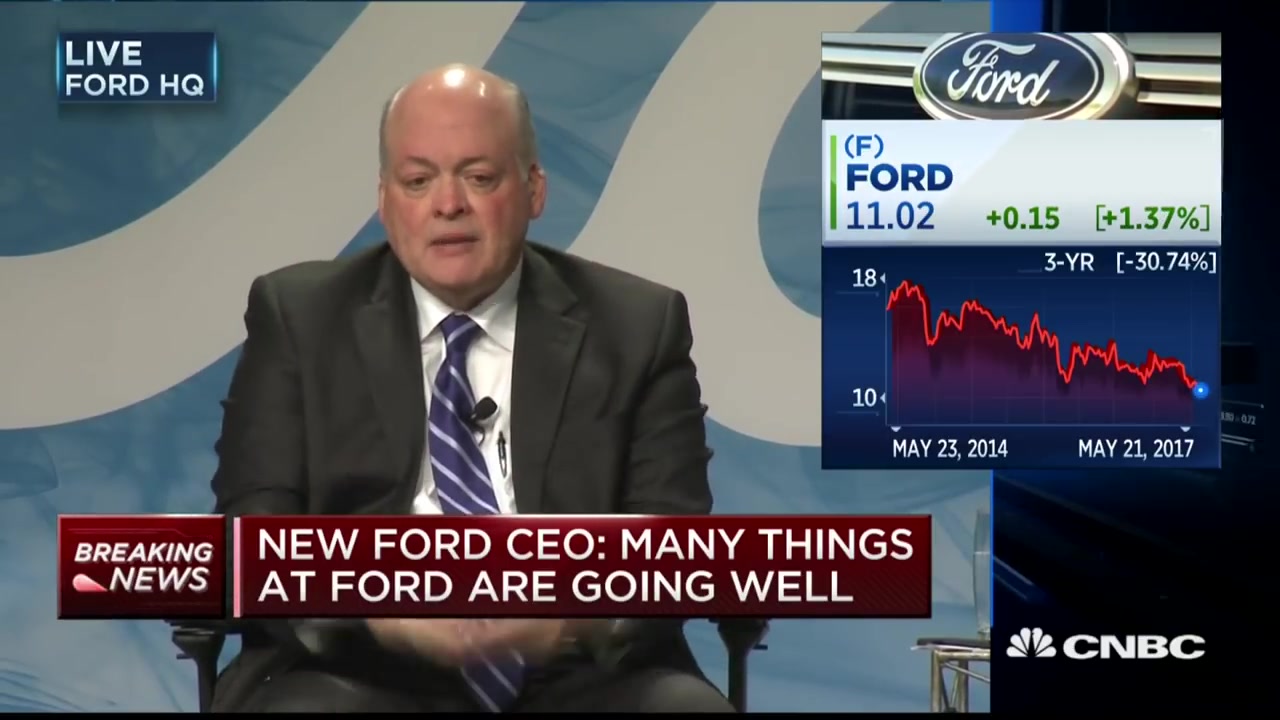 LIVE
FORD HQ
Ford
(F)
FORD
11.02 +0.15 [+1.37%]
3-YR [-30.74%]
18
10
MAY 23, 2014 MAY 21, 2017
BREAKING
NEWS
NEW FORD CEO: MANY THINGS
AT FORD ARE GOING WELL
CNBC